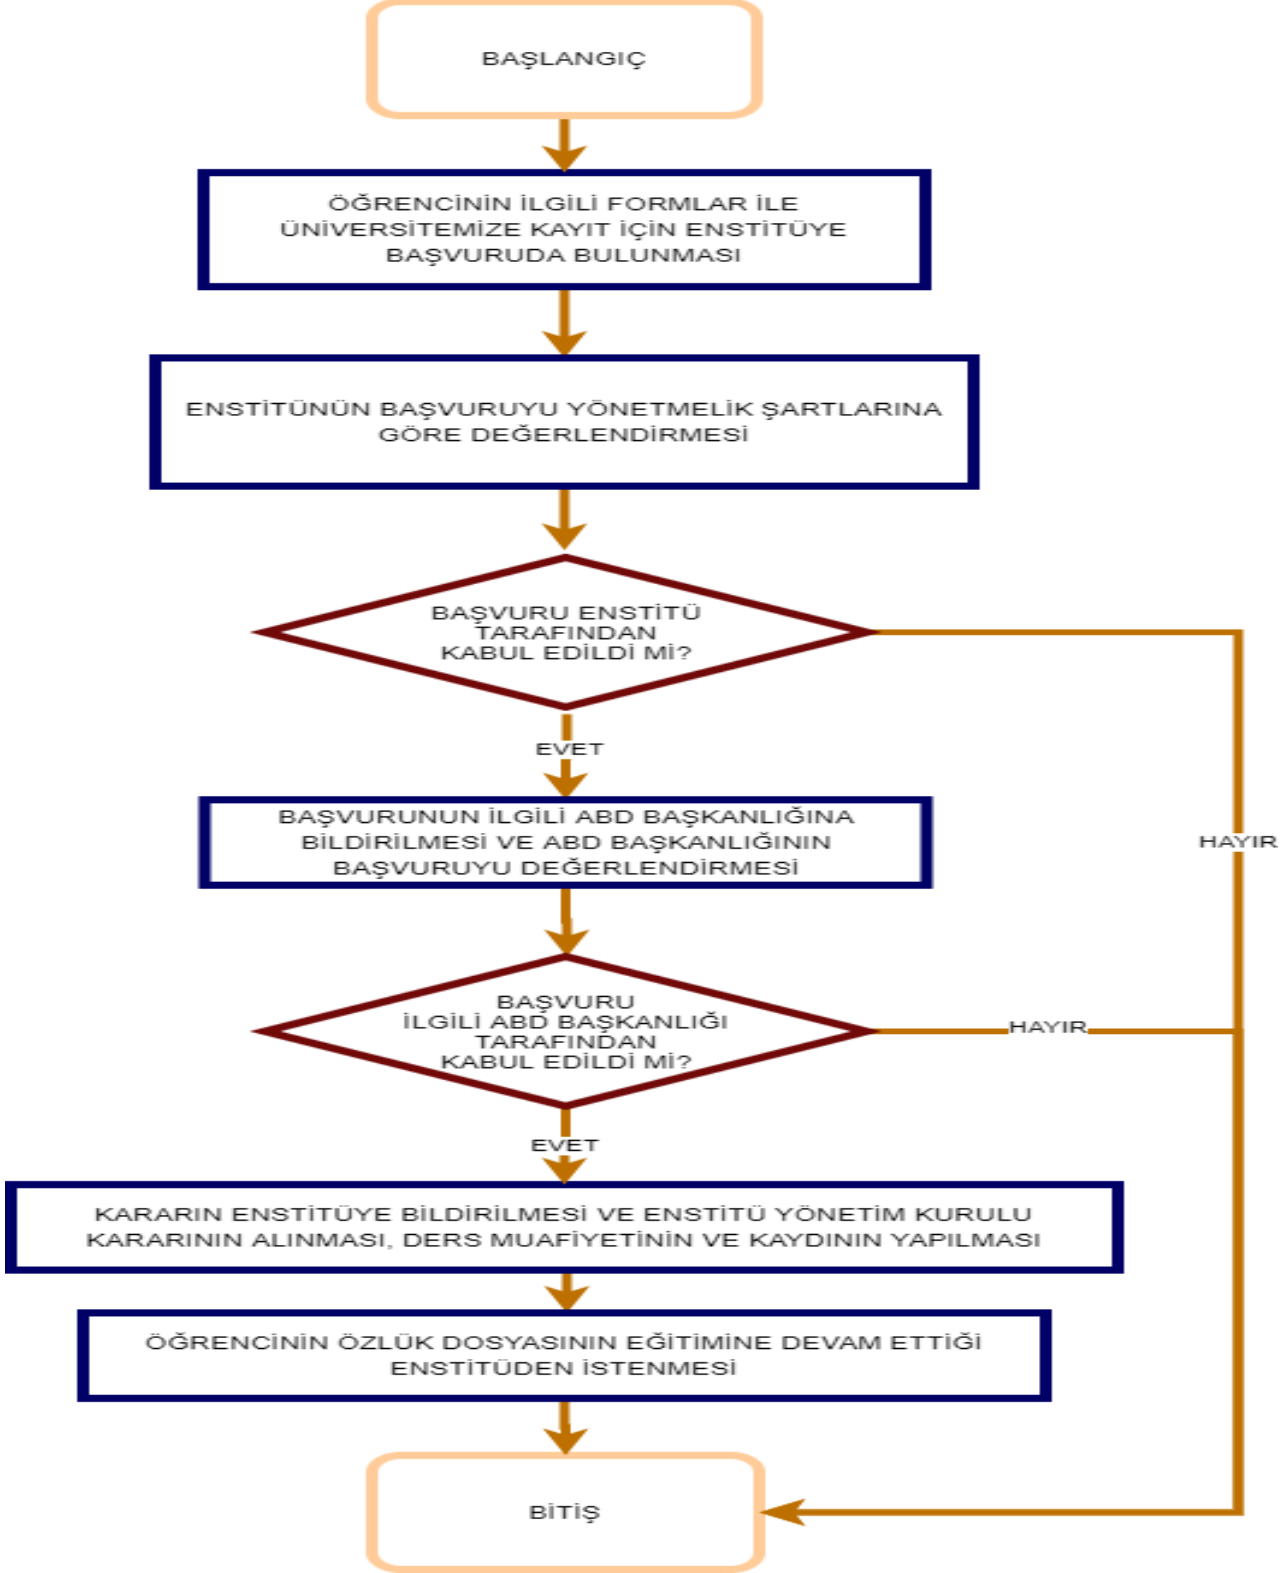 BAŞLANGIÇ
ÖĞRENCİNİN İLGİLİ FORMLAR İLE
ÜNİVERSİTEMİZE KAYIT İÇİN ENSTİTÜYE
BAŞVURUDA BULUNMASI
ENSTİTÜNÜN BAŞVURUYU YÖNETMELİK ŞARTLARINA
GÖRE DEĞERLENDİRMESİ
BAŞVURU ENSTİTÜ
TARAFINDAN
KABUL EDİLDİ Mİ?
EVET
BAŞVURUNUN İLGİLİ ABD BAŞKANLIĞINA
BİLDİRİLMESİ VE ABD BAŞKANLIĞININ
BAŞVURUYU DEĞERLENDİRMESİ
HAYIR
BAŞVURU
İLGİLİ ABD BAŞKANLIĞI
TARAFINDAN
KABUL EDİLDİ Mİ?
HAYIR
EVET
KARARIN ENSTİTÜYE BİLDİRİLMESİ VE ENSTİTÜ YÖNETİM KURULU
KARARININ ALINMASI, DERS MUAFİYETİNİN VE KAYDININ YAPILMASI
ÖĞRENCİNİN ÖZLÜK DOSYASININ EĞİTİMİNE DEVAM ETTİĞİ
ENSTİTÜDEN İSTENMESİ
BİTİŞ